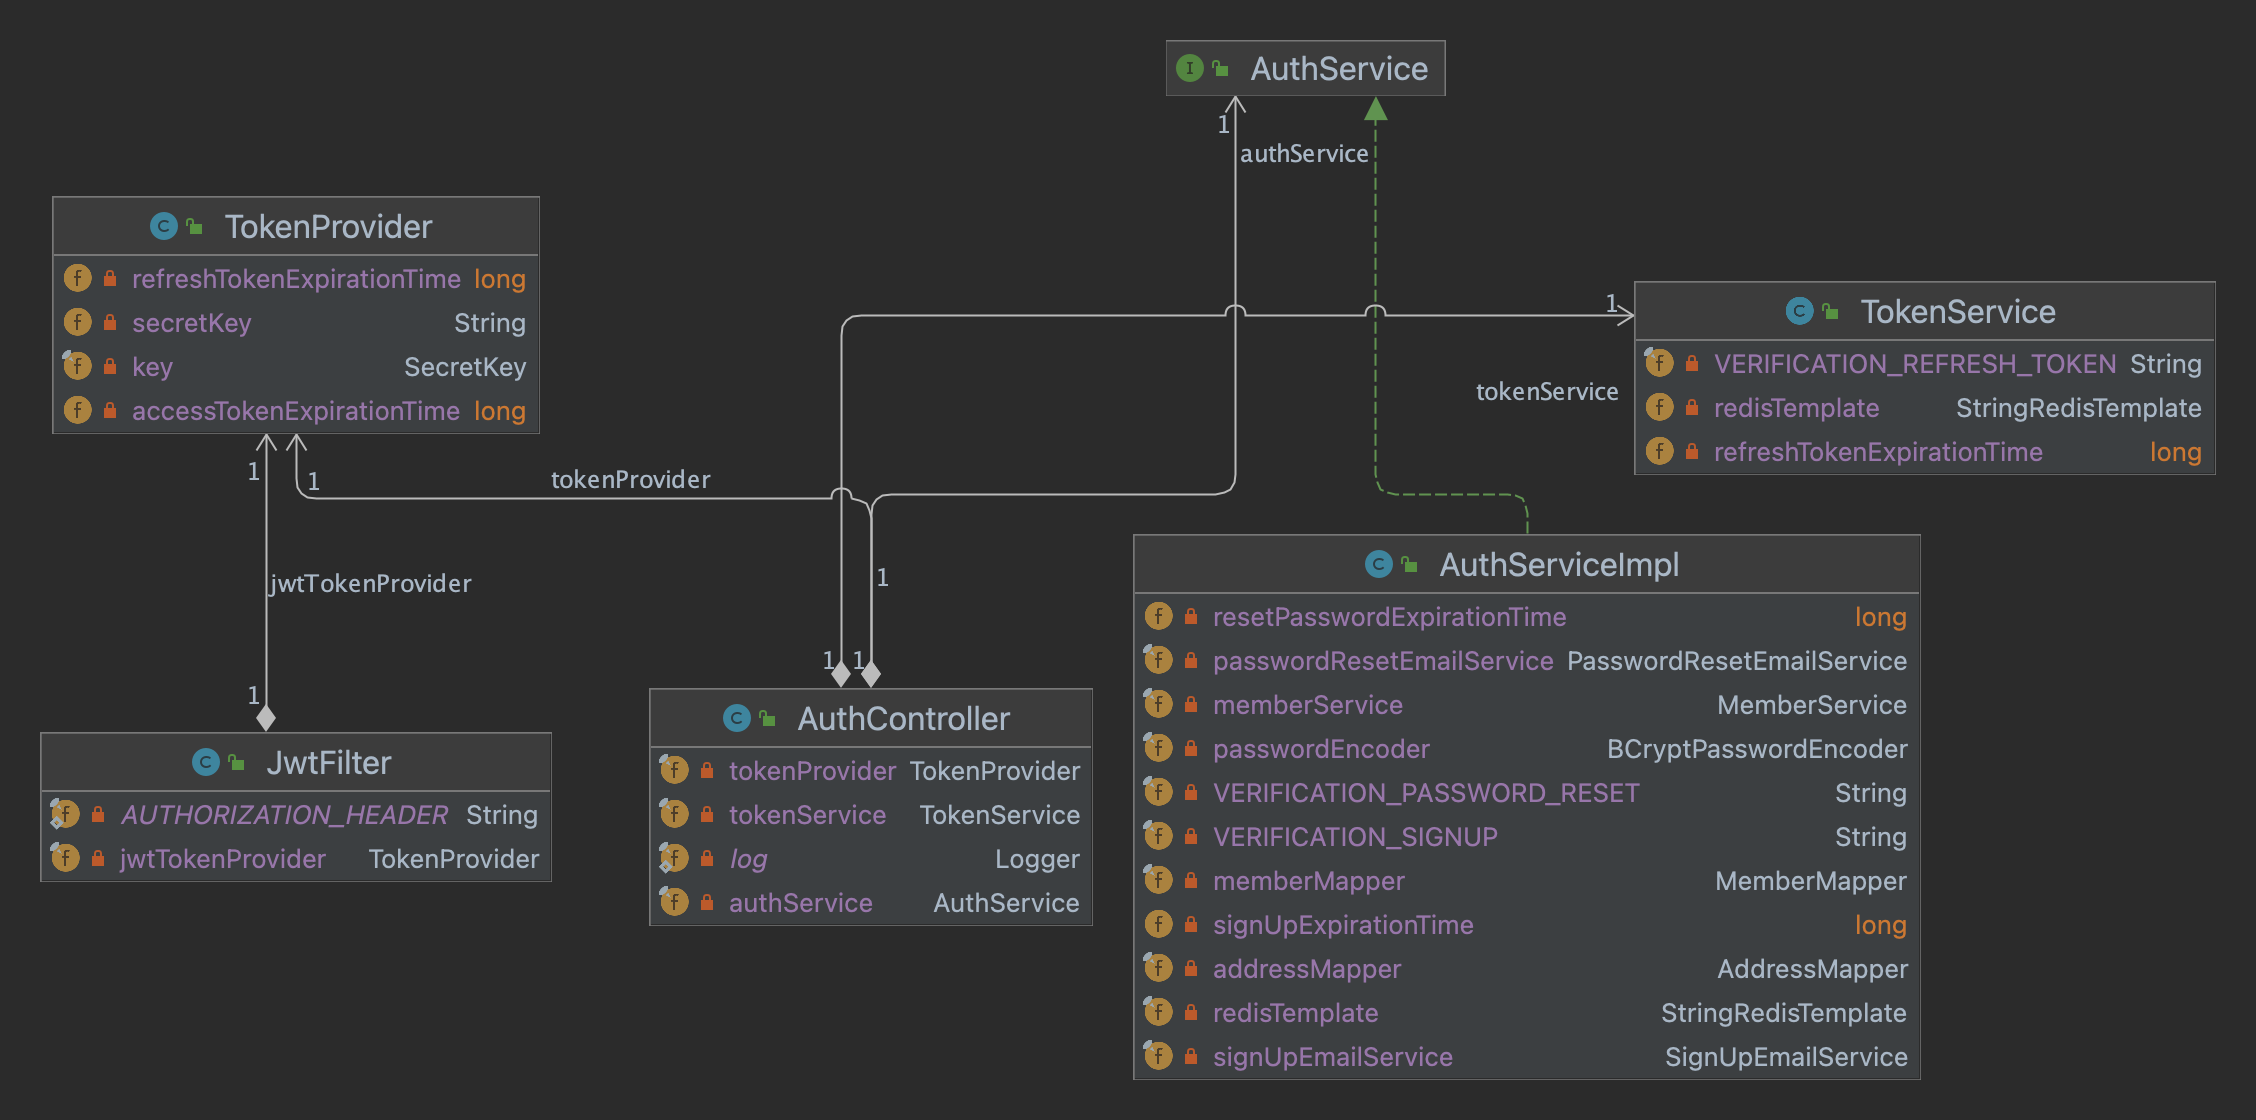 AuthService
1
authService
TokenProvider
refreshTokenExpirationTime long
secretKey String
key SecretKey
accessTokenExpirationTime long
1
TokenService
VERIFICATION_REFRESH_TOKEN String
redisTemplate StringRedisTemplate
refreshTokenExpirationTime long
tokenService
1
1
tokenProvider
jwtTokenProvider
1
1
1
1
AuthServiceImpl
resetPasswordExpirationTime long
passwordResetEmailService PasswordResetEmailService
memberService MemberService
passwordEncoder BCryptPasswordEncoder
VERIFICATION_PASSWORD_RESET String
VERIFICATION_SIGNUP String
memberMapper MemberMapper
signUpExpirationTime long
addressMapper AddressMapper
redisTemplate StringRedisTemplate
signUpEmailService SignUpEmailService
JwtFilter
AUTHORIZATION_HEADER String
jwtTokenProvider TokenProvider
AuthController
tokenProvider TokenProvider
tokenService TokenService
log Logger
authService AuthService